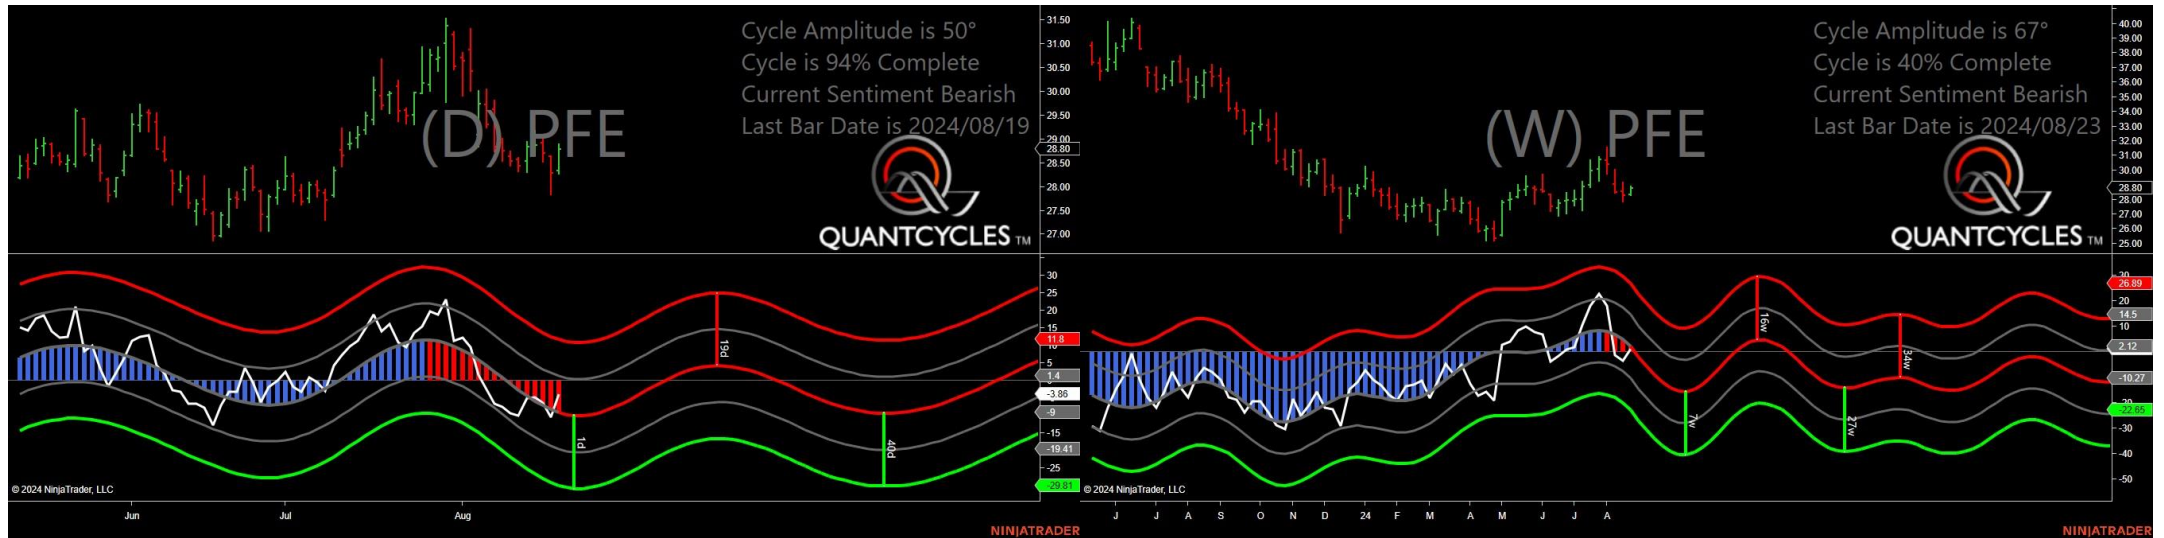 Cycle Amplitude is 50°
Cycle is 94% Complete
Current Sentiment Bearish
Last Bar Date is 2024/08/19
(D) PFE
QUANTCYCLES TM
31.50
31.00
30.50
30.00
29.50
29.00
28.80
28.50
28.00
27.50
27.00
30
25
20
15
11.8
10
5
1.4
-3.86
-9
-15
-19.41
-25
-29.81
19d
1d
40d
© 2024 NinjaTrader, LLC
Jun Jul Aug
NINJATRADER
Cycle Amplitude is 67°
Cycle is 40% Complete
Current Sentiment Bearish
Last Bar Date is 2024/08/23
(W) PFE
QUANTCYCLES TM
40.00
39.00
38.00
37.00
36.00
35.00
34.00
33.00
32.00
31.00
30.00
28.80
28.00
27.00
26.00
25.00
30
26.89
20
14.5
10
2.12
-10.27
-20
-22.65
-30
-40
-50
16w
34w
7w
27w
© 2024 NinjaTrader, LLC
J J A S O N D 24 F M A M J J A
NINJATRADER